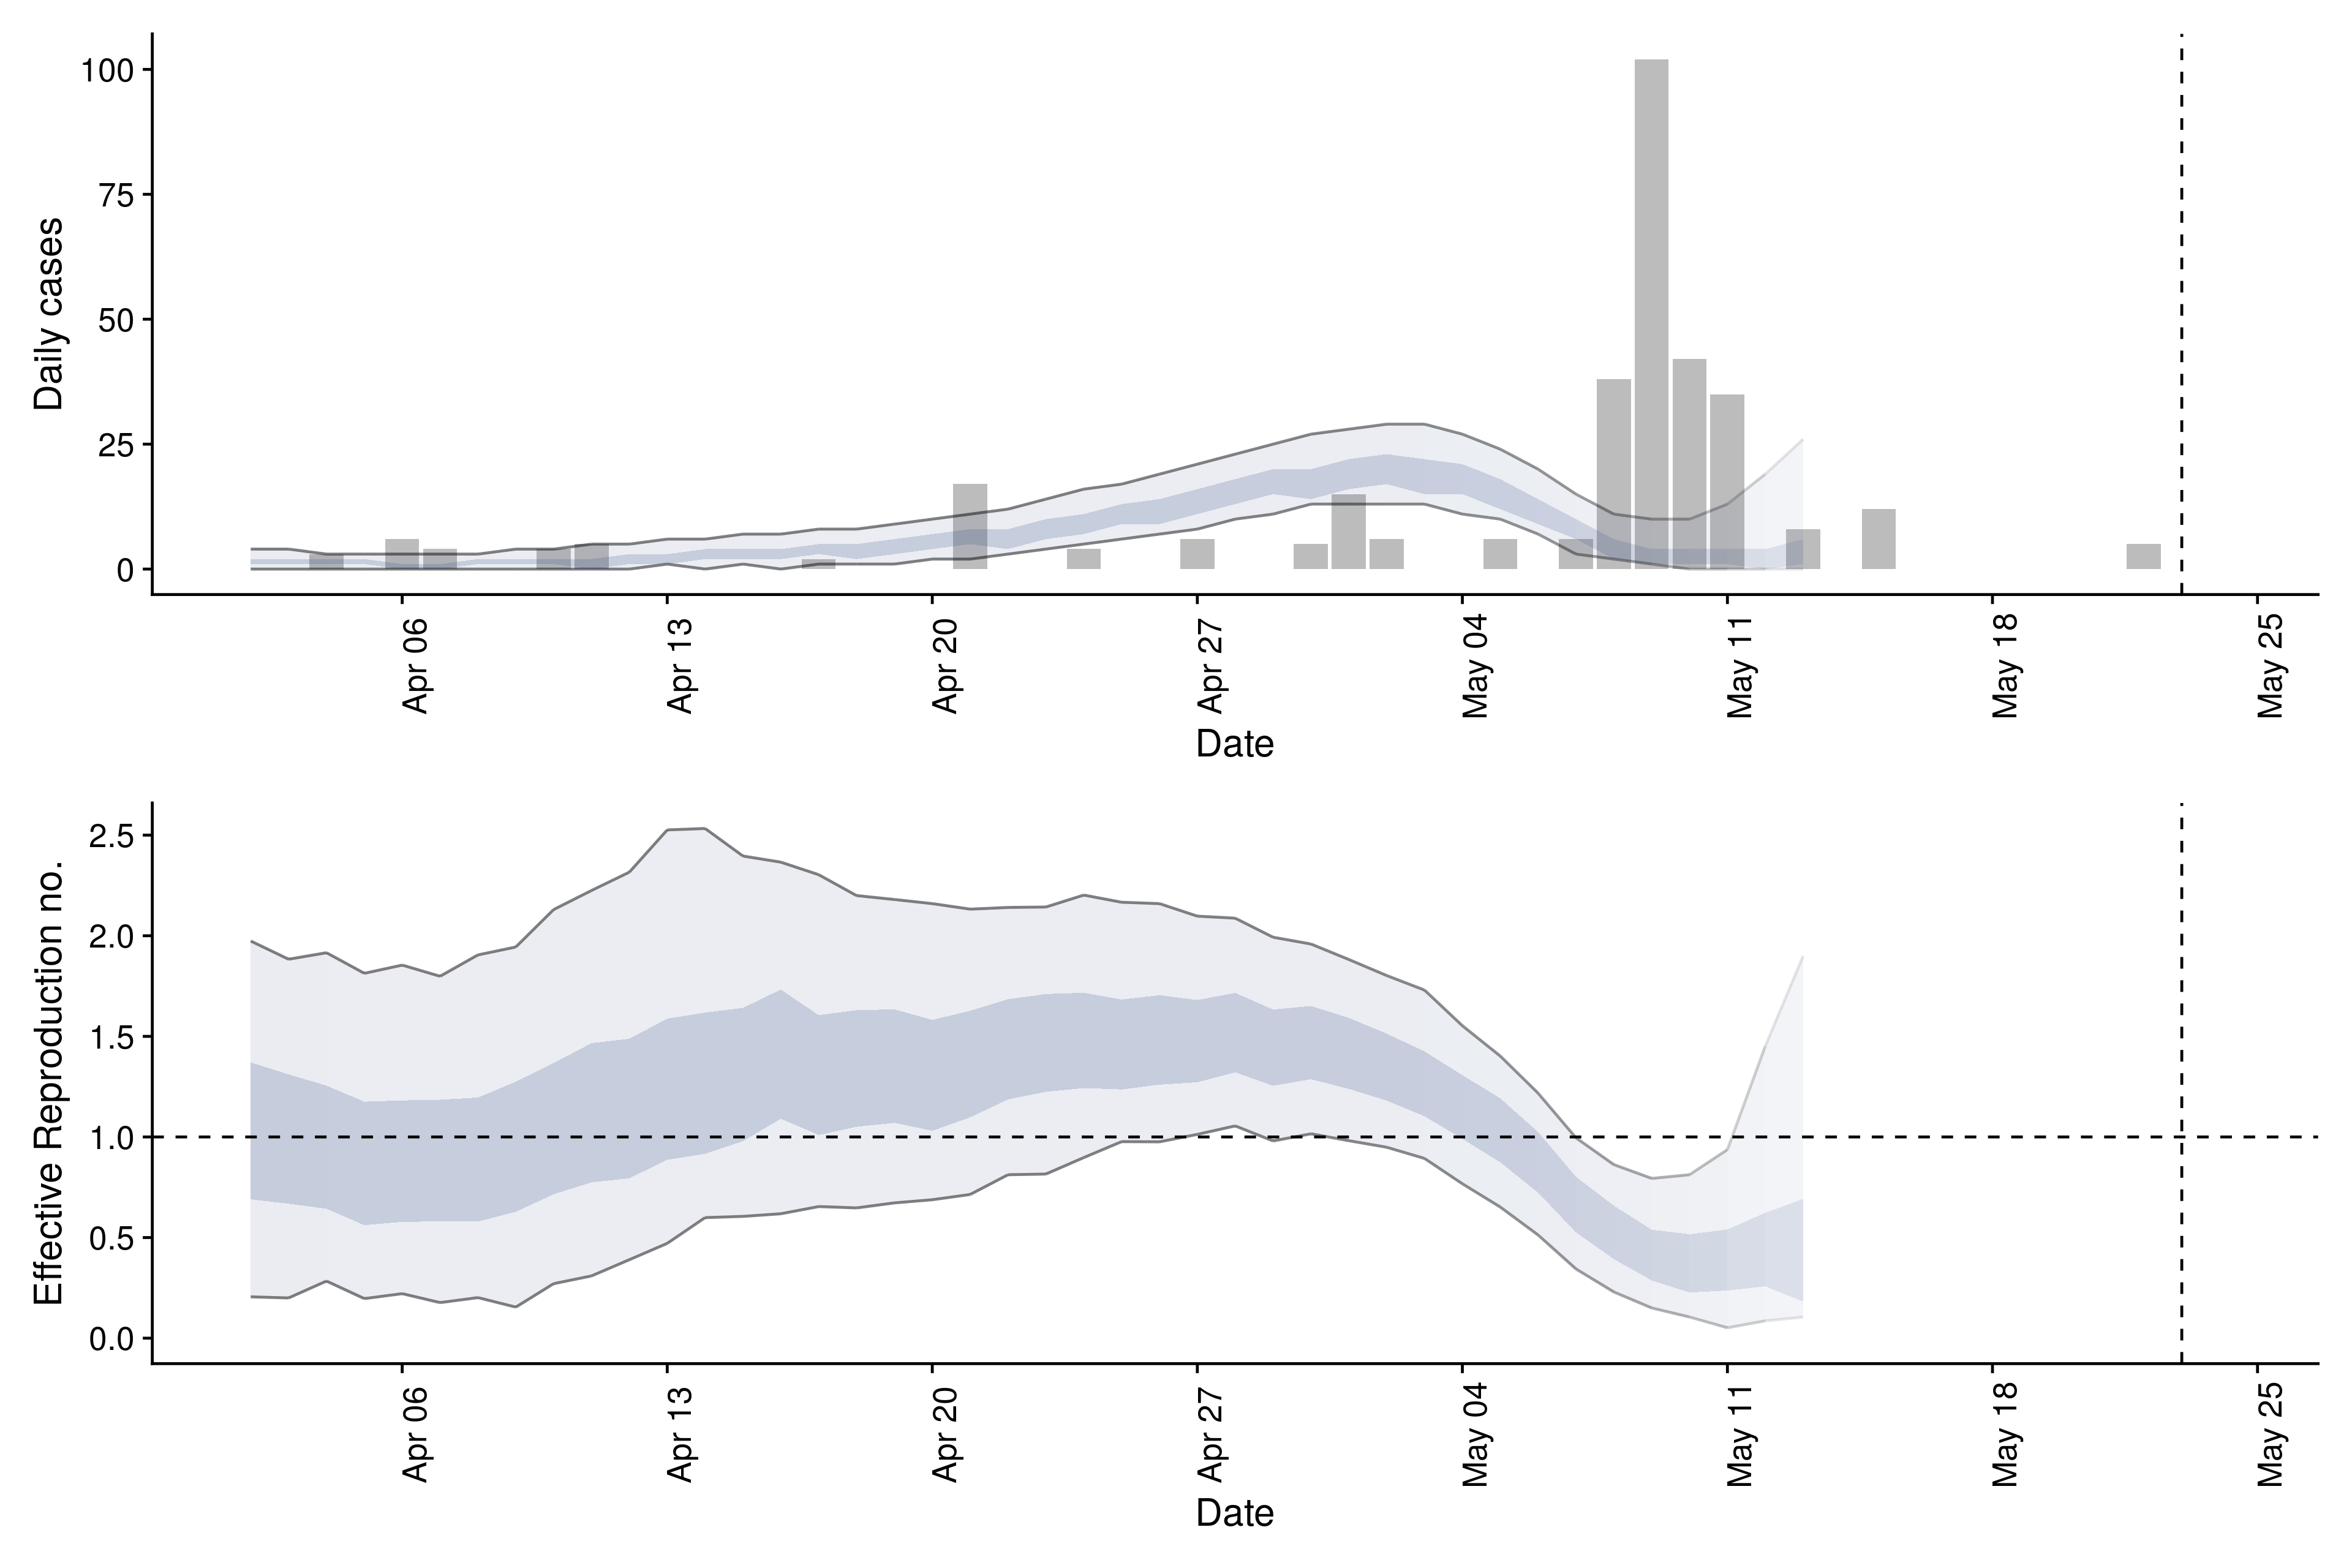 Daily cases
100
75
50
25
0
Apr 06
Apr 13
Apr 20
Apr 27
May 04
May 11
May 18
May 25
Date
Effective Reproduction no.
2.5
2.0
1.5
1.0
0.5
0.0
Apr 06
Apr 13
Apr 20
Apr 27
May 04
May 11
May 18
May 25
Date